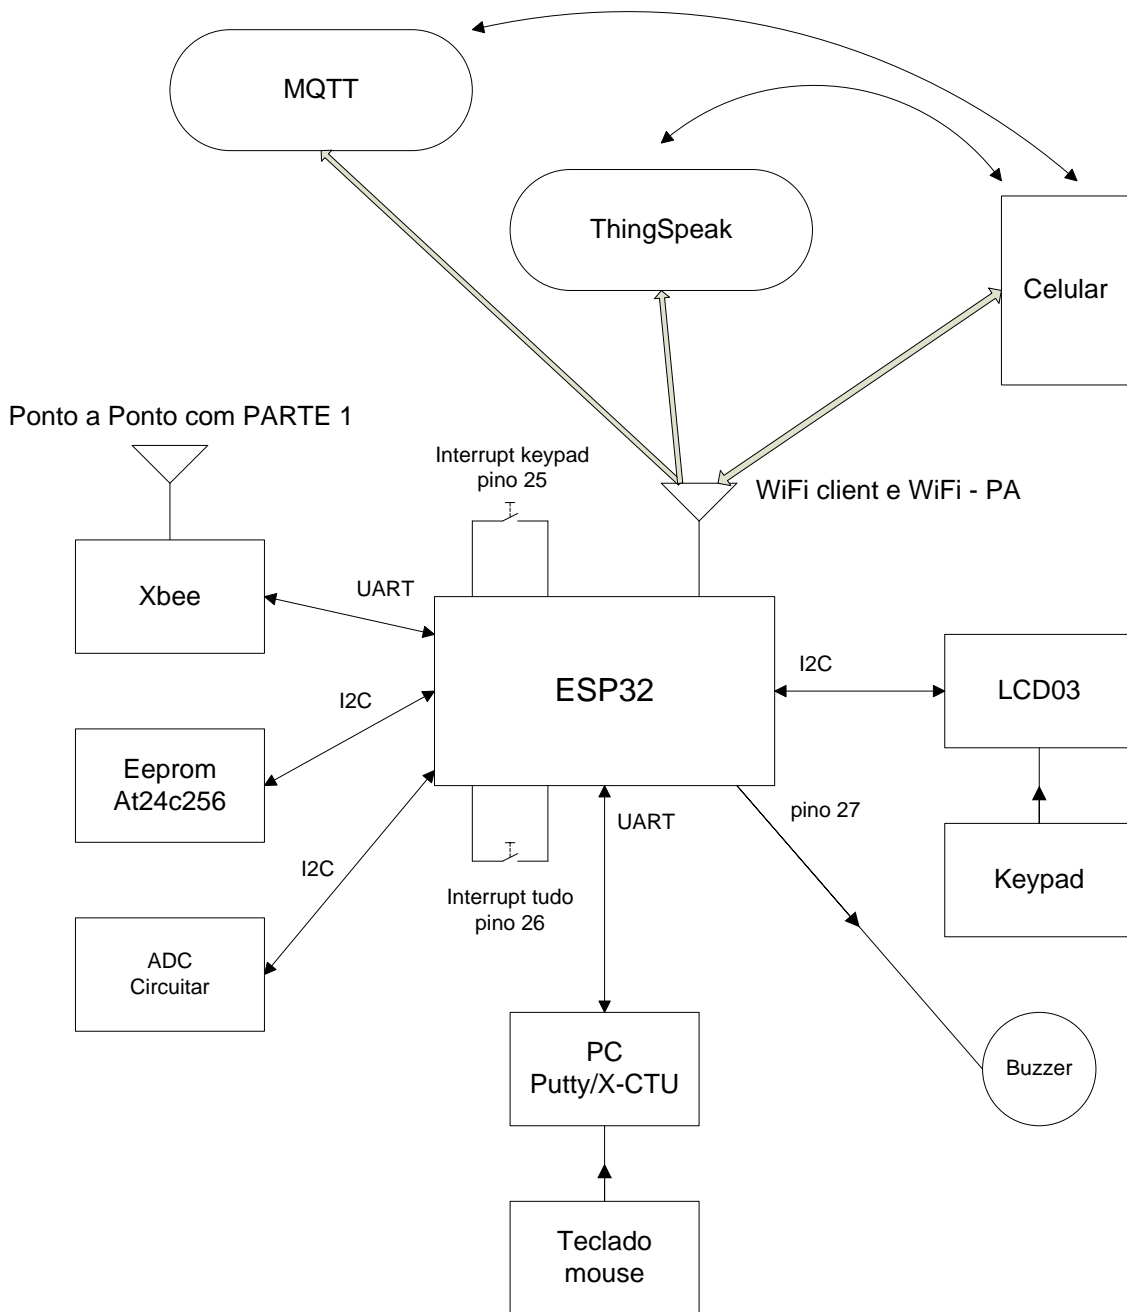 MQTT
ThingSpeak
Celular
Ponto a Ponto com PARTE 1
Interrupt keypad
pino 25
WiFi client e WiFi - PA
Xbee
UART
ESP32
I2C
LCD03
I2C
Eeprom
At24c256
pino 27
UART
I2C
Keypad
Interrupt tudo
pino 26
ADC
Circuitar
PC
Putty/X-CTU
Buzzer
Teclado
mouse